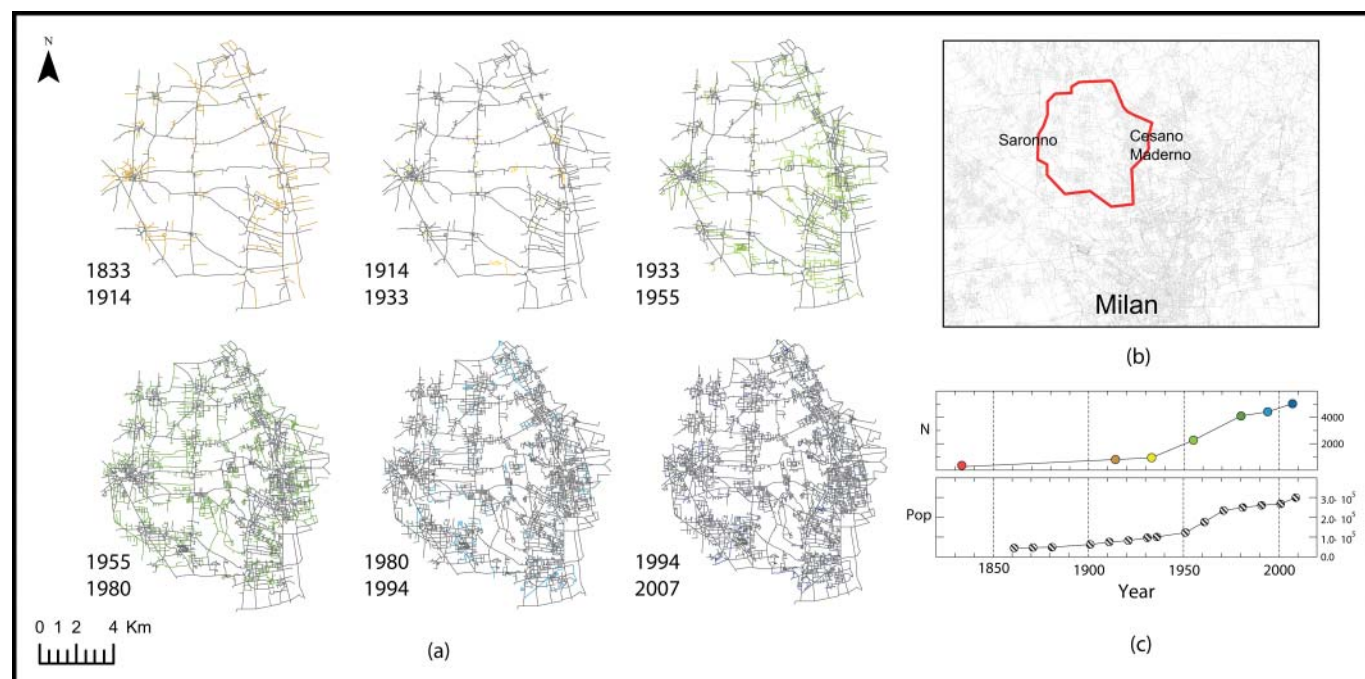 N
1833
1914
1914
1933
1933
1955
1955
1980
1980
1994
1994
2007
0 1 2 4 Km
(a)
Saronno
Cesano
Maderno
Milan
(b)
N
4000
2000
Pop
3.0· 10⁵
2.0· 10⁵
1.0· 10⁵
0.0
1850 1900 1950 2000
Year
(c)